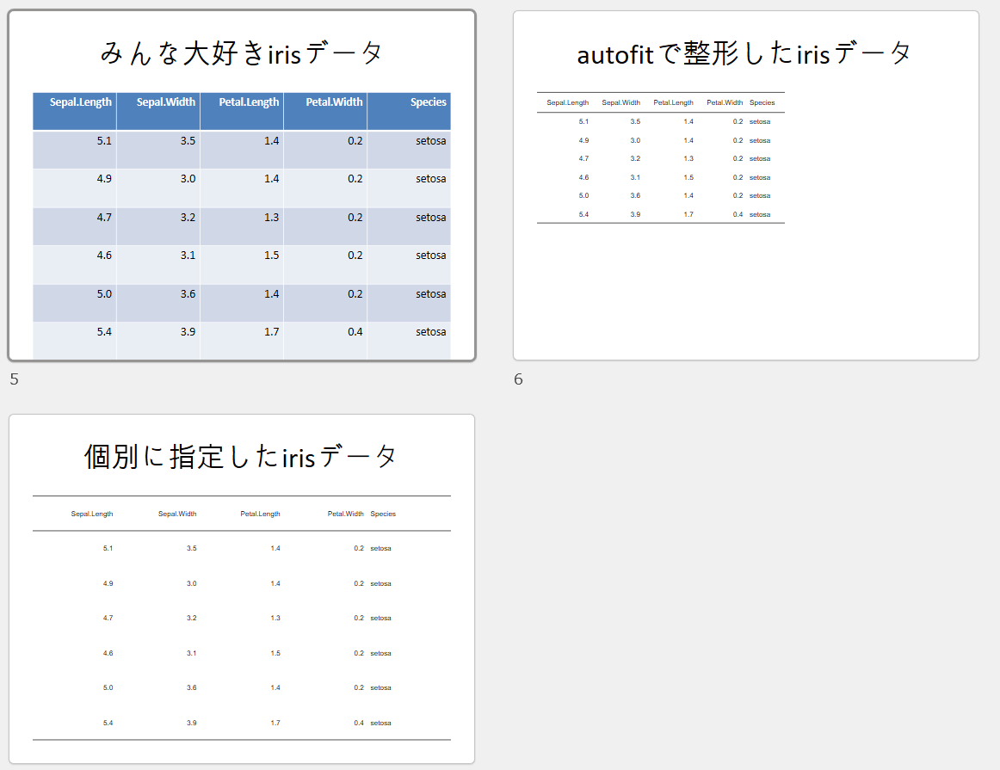 みんな大好きirisデータ
Sepal.Length Sepal.Width Petal.Length Petal.Width Species
5.1 3.5 1.4 0.2 setosa
4.9 3.0 1.4 0.2 setosa
4.7 3.2 1.3 0.2 setosa
4.6 3.1 1.5 0.2 setosa
5.0 3.6 1.4 0.2 setosa
5.4 3.9 1.7 0.4 setosa
5
autofitで整形したirisデータ
Sepal.Length Sepal.Width Petal.Length Petal.Width Species
5.1 3.5 1.4 0.2 setosa
4.9 3.0 1.4 0.2 setosa
4.7 3.2 1.3 0.2 setosa
4.6 3.1 1.5 0.2 setosa
5.0 3.6 1.4 0.2 setosa
5.4 3.9 1.7 0.4 setosa
6
個別に指定したirisデータ
Sepal.Length Sepal.Width Petal.Length Petal.Width Species
5.1 3.5 1.4 0.2 setosa
4.9 3.0 1.4 0.2 setosa
4.7 3.2 1.3 0.2 setosa
4.6 3.1 1.5 0.2 setosa
5.0 3.6 1.4 0.2 setosa
5.4 3.9 1.7 0.4 setosa